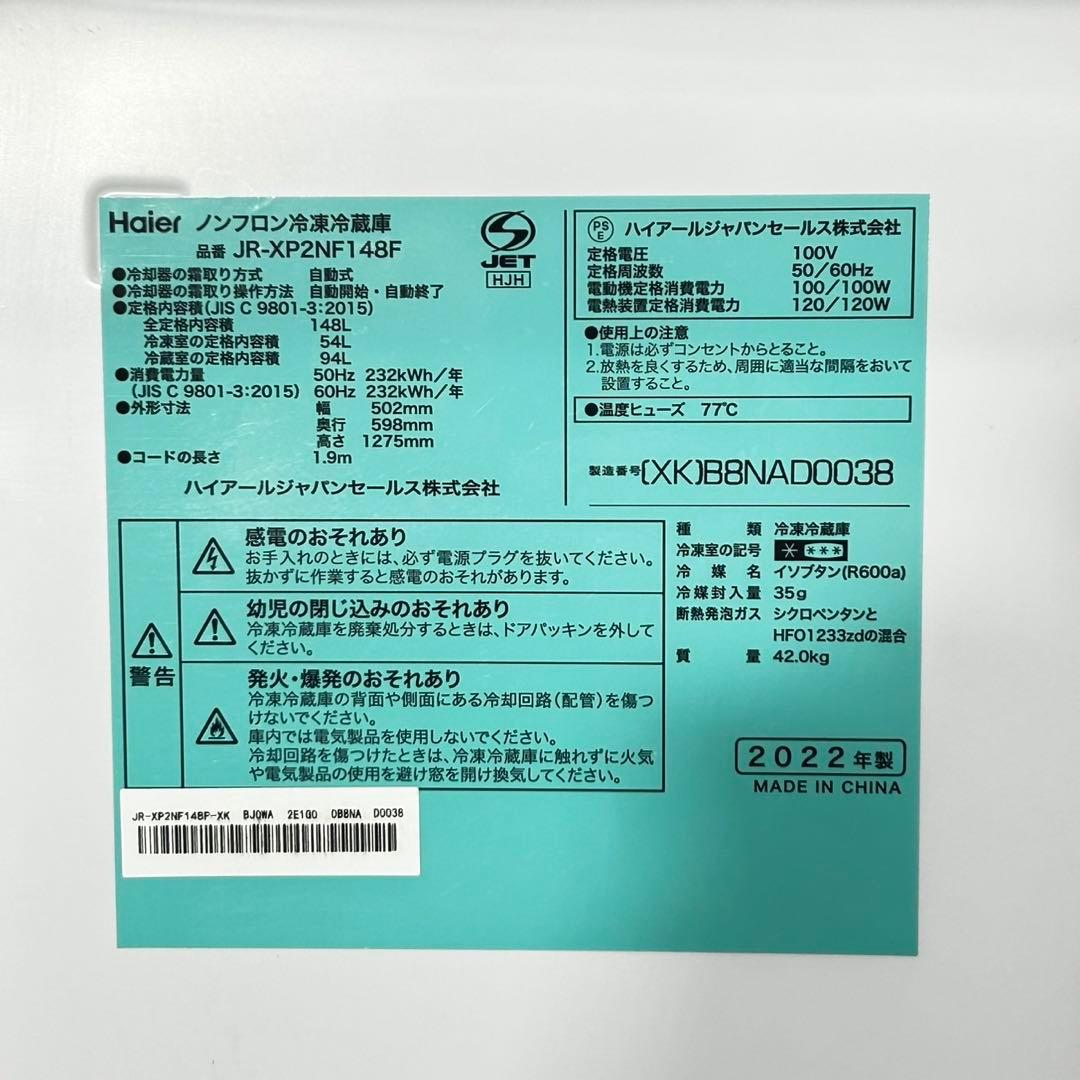 Haier ノンフロン冷凍冷蔵庫
品番 JR-XP2NF148F
JET
HJH
●冷却器の霜取り方式 自動式
●冷却器の霜取り操作方法 自動開始・自動終了
●定格内容積(JIS C 9801-3:2015)
全定格内容積 148L
冷凍室の定格内容積 54L
冷蔵室の定格内容積 94L
●消費電力量 50Hz 232kWh/年
(JIS C 9801-3:2015) 60Hz 232kWh/年
●外形寸法 幅 502mm
奥行 598mm
高さ 1275mm
●コードの長さ 1.9m
ハイアールジャパンセールス株式会社
PS
E
ハイアールジャパンセールス株式会社
定格電圧 100V
定格周波数 50/60Hz
電動機定格消費電力 100/100W
電熱装置定格消費電力 120/120W
●使用上の注意
1.電源は必ずコンセントからとること。
2.放熱を良くするため、周囲に適当な間隔をおいて
設置すること。
●温度ヒューズ 77℃
製造番号(XK)B8NAD0038
警告
感電のおそれあり
お手入れのときには、必ず電源プラグを抜いてください。
抜かずに作業すると感電のおそれがあります。
幼児の閉じ込みのおそれあり
冷凍冷蔵庫を廃棄処分するときは、ドアパッキンを外して
ください。
発火・爆発のおそれあり
冷凍冷蔵庫の背面や側面にある冷却回路(配管)を傷つ
けないでください。
庫内では電気製品を使用しないでください。
冷却回路を傷つけたときは、冷凍冷蔵庫に触れずに火気
や電気製品の使用を避け窓を開け換気してください。
種類 冷凍冷蔵庫
冷凍室の記号 * ***
冷媒名 イソブタン(R600a)
冷媒封入量 35g
断熱発泡ガス シクロペンタンと
HFO1233zdの混合
質量 42.0kg
2022年製
MADE IN CHINA
JR-XP2NF148F-XK BJ0WA 2E1G0 0B8NA D0038